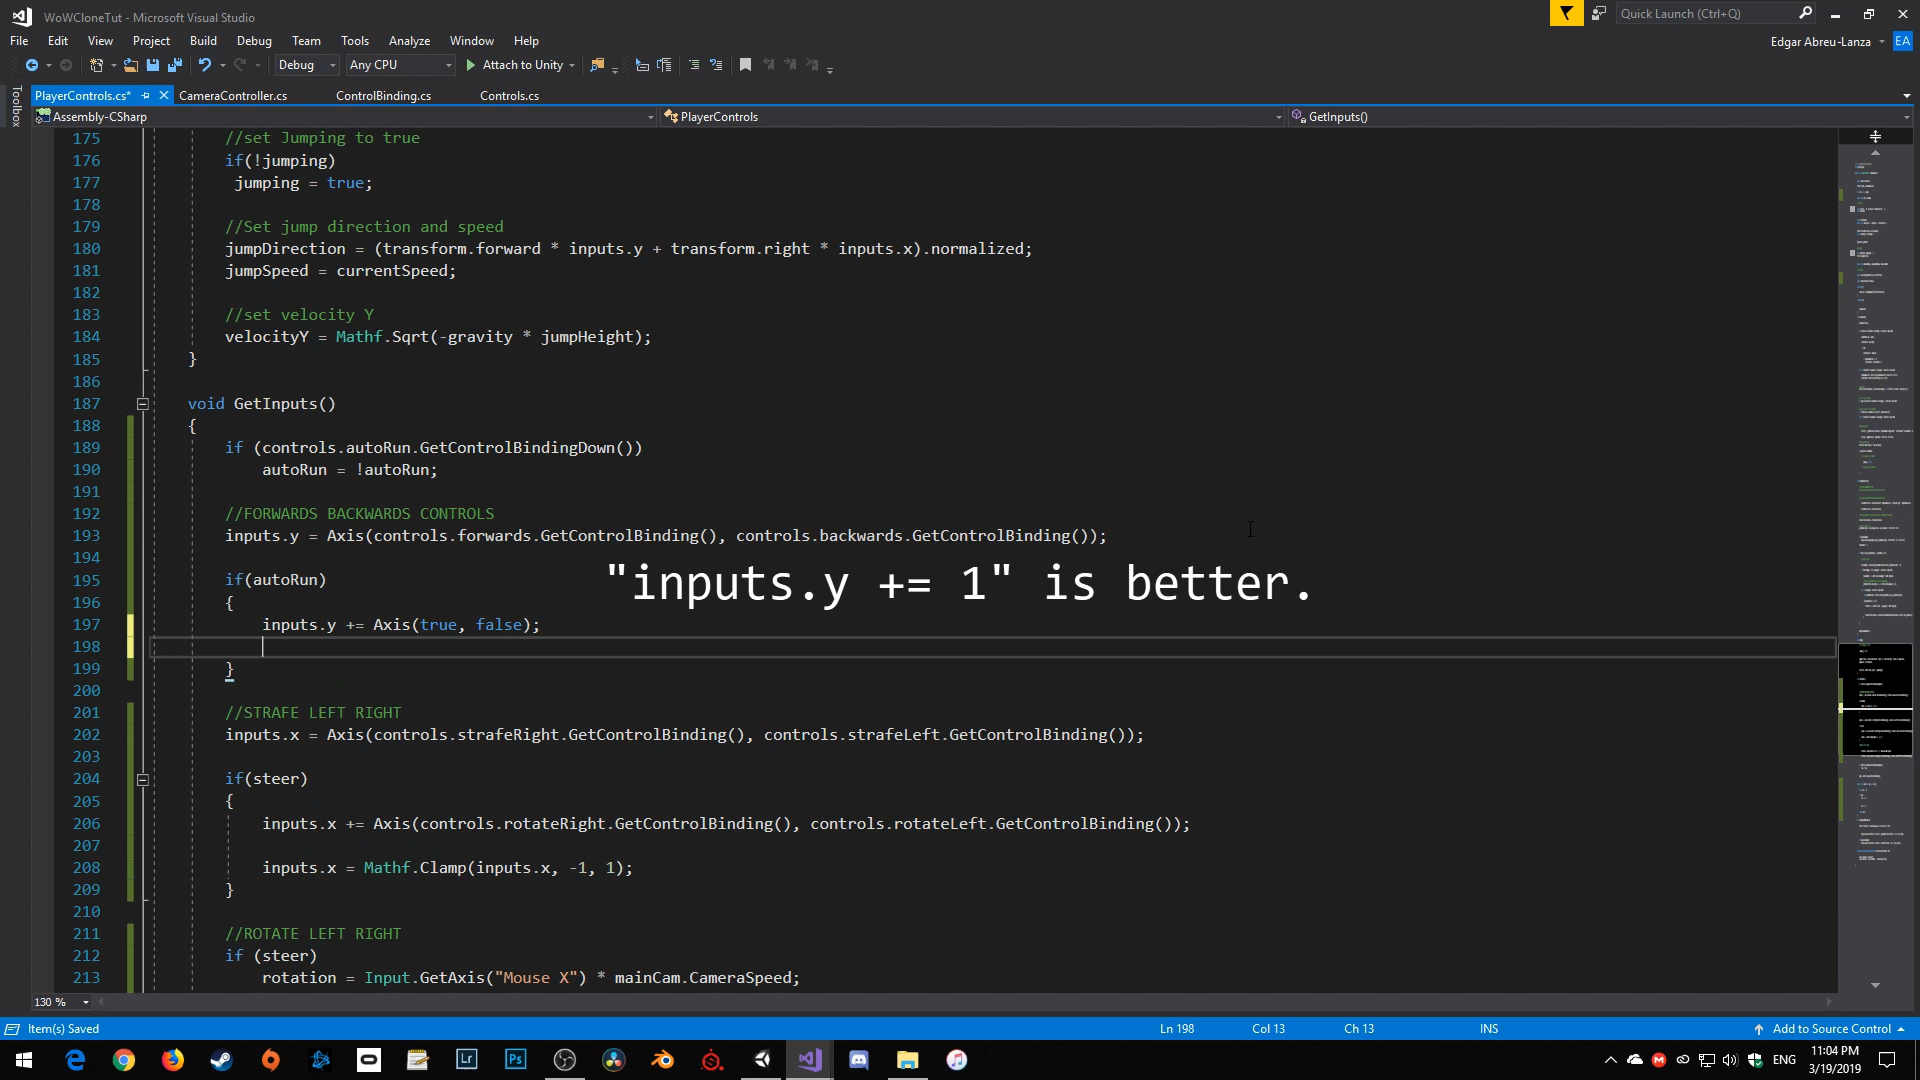 WoWCloneTut - Microsoft Visual Studio
Quick Launch (Ctrl+Q)
File Edit View Project Build Debug Team Tools Analyze Window Help
Edgar Abreu-Lanza EA
Debug Any CPU Attach to Unity
Toolbox
PlayerControls.cs* CameraController.cs ControlBinding.cs Controls.cs
Assembly-CSharp PlayerControls GetInputs()
175 //set Jumping to true
176 if(!jumping)
177 jumping = true;
178
179 //Set jump direction and speed
180 jumpDirection = (transform.forward * inputs.y + transform.right * inputs.x).normalized;
181 jumpSpeed = currentSpeed;
182
183 //set velocity Y
184 velocityY = Mathf.Sqrt(-gravity * jumpHeight);
185 }
186
187 void GetInputs()
188 {
189 if (controls.autoRun.GetControlBindingDown())
190 autoRun = !autoRun;
191
192 //FORWARDS BACKWARDS CONTROLS
193 inputs.y = Axis(controls.forwards.GetControlBinding(), controls.backwards.GetControlBinding());
194
195 if(autoRun)
"inputs.y += 1" is better.
196 {
197 inputs.y += Axis(true, false);
198
199 }
200
201 //STRAFE LEFT RIGHT
202 inputs.x = Axis(controls.strafeRight.GetControlBinding(), controls.strafeLeft.GetControlBinding());
203
204 if(steer)
205 {
206 inputs.x += Axis(controls.rotateRight.GetControlBinding(), controls.rotateLeft.GetControlBinding());
207
208 inputs.x = Mathf.Clamp(inputs.x, -1, 1);
209 }
210
211 //ROTATE LEFT RIGHT
212 if (steer)
213 rotation = Input.GetAxis("Mouse X") * mainCam.CameraSpeed;
130 %
Item(s) Saved Ln 198 Col 13 Ch 13 INS Add to Source Control
Lr Ps
ENG 11:04 PM
3/19/2019